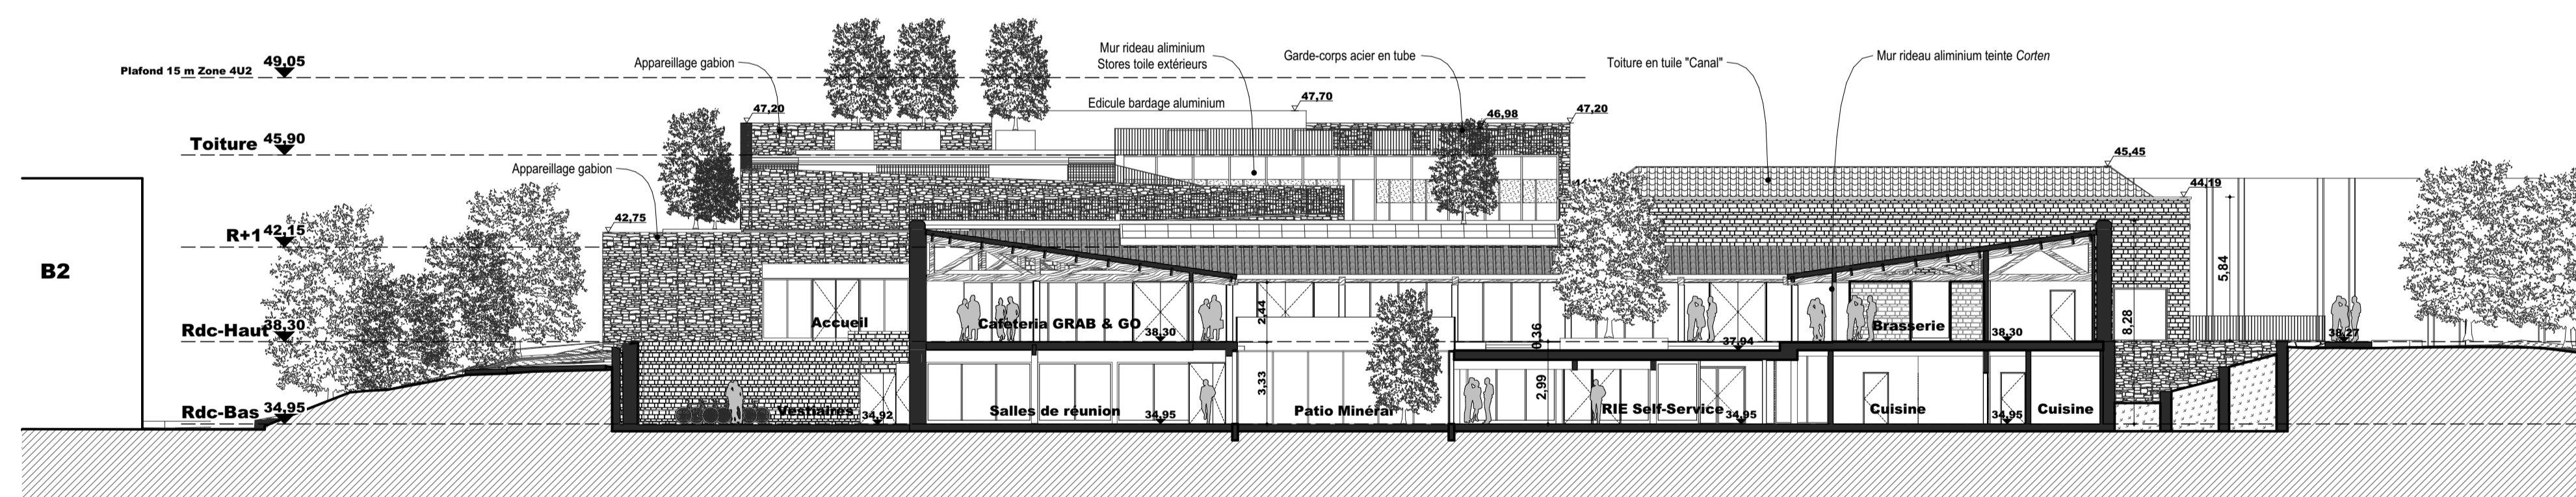 Plafond 15 m Zone 4U2 49,05
Appareillage gabion
Mur rideau aliminium
Stores toile extérieurs
Garde-corps acier en tube
Toiture en tuile "Canal"
Mur rideau aliminium teinte Corten
Edicule bardage aluminium
47,70
47,20
46,98
47,20
Toiture 45,90
45,45
Appareillage gabion
44,19
42,75
R+1 42,15
B2
5,84
8,28
Rdc-Haut 38,30
Accueil
Cafeteria GRAB & GO
38,30
2,44
0,36
37,94
Brasserie
38,30
38,27
3,33
2,99
Rdc-Bas 34,95
Vestiaires
34,92
Salles de réunion
34,95
Patio Minéral
RIE Self-Service
34,95
Cuisine
34,95
Cuisine